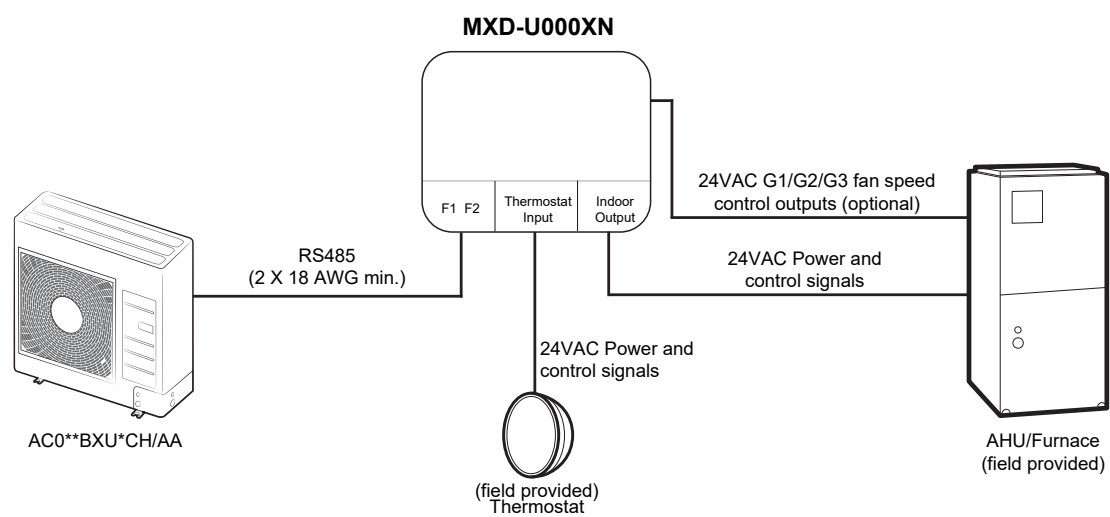 MXD-U000XN
F1 F2
Thermostat
Input
Indoor
Output
24VAC G1/G2/G3 fan speed
control outputs (optional)
RS485
(2 X 18 AWG min.)
24VAC Power and
control signals
24VAC Power and
control signals
AC0**BXU*CH/AA
(field provided)
Thermostat
AHU/Furnace
(field provided)